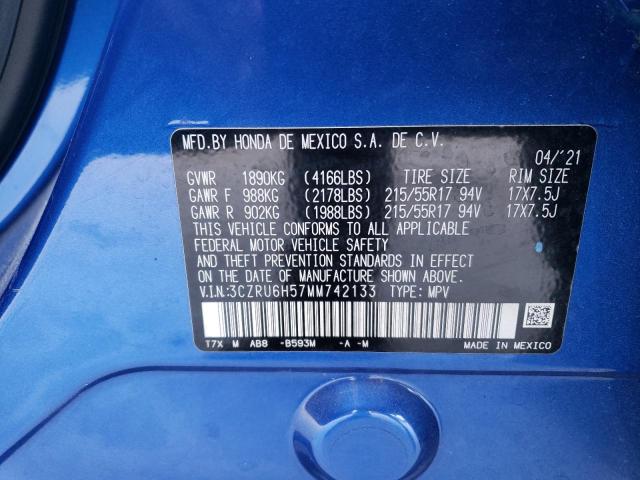 MFD.BY HONDA DE MEXICO S.A. DE C.V.
04/'21
GVWR 1890KG (4166LBS) TIRE SIZE RIM SIZE
GAWR F 988KG (2178LBS) 215/55R17 94V 17X7.5J
GAWR R 902KG (1988LBS) 215/55R17 94V 17X7.5J
THIS VEHICLE CONFORMS TO ALL APPLICABLE
FEDERAL MOTOR VEHICLE SAFETY
AND THEFT PREVENTION STANDARDS IN EFFECT
ON THE DATE OF MANUFACTURE SHOWN ABOVE.
V.I.N:3CZRU6H57MM742133 TYPE: MPV
T7X M AB8 -B593M -A -M MADE IN MEXICO